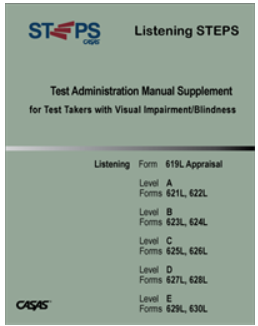 STEPS
CASAS
Listening STEPS
Test Administration Manual Supplement
for Test Takers with Visual Impairment/Blindness
Listening Form 619L Appraisal
Level A
Forms 621L, 622L
Level B
Forms 623L, 624L
Level C
Forms 625L, 626L
Level D
Forms 627L, 628L
Level E
Forms 629L, 630L
CASAS